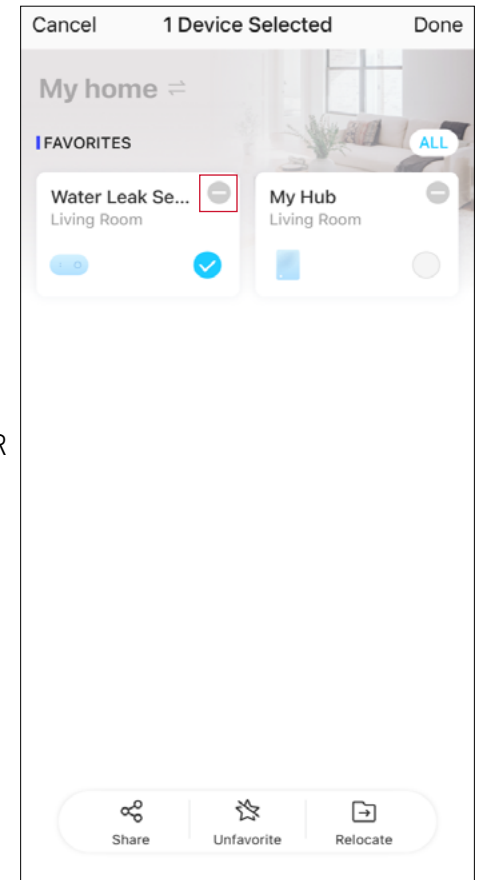 Cancel 1 Device Selected Done
My home
FAVORITES ALL
Water Leak Se... My Hub
Living Room Living Room
R
Share Unfavorite Relocate